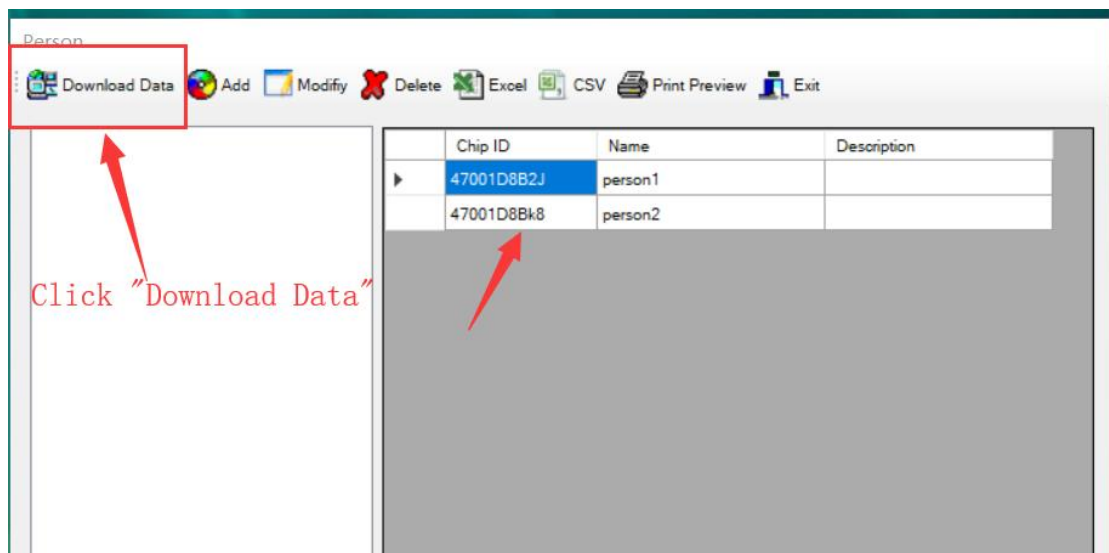 Person
Download Data Add Modifiy Delete Excel CSV Print Preview Exit
Chip ID Name Description
47001D8B2J person1
47001D8Bk8 person2
Click "Download Data"